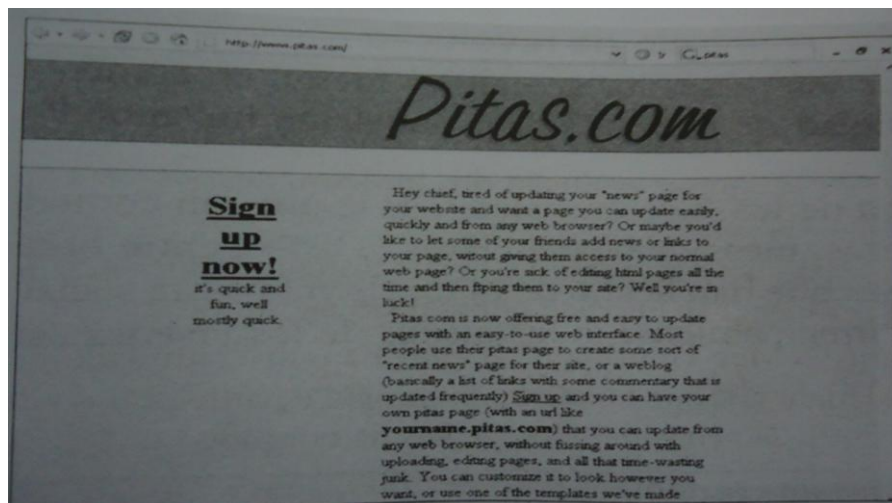 http://www.pitas.com/
pitas
Pitas.com
Sign
up
now!
it's quick and
fun, well
mostly quick.
Hey chief, tired of updating your "news" page for
your website and want a page you can update easily,
quickly and from any web browser? Or maybe you'd
like to let some of your friends add news or links to
your page, witout giving them access to your normal
web page? Or you're sick of editing html pages all the
time and then ftping them to your site? Well you're in
luck!
Pitas.com is now offering free and easy to update
pages with an easy-to-use web interface. Most
people use their pitas page to create some sort of
"recent news" page for their site, or a weblog
(basically a list of links with some commentary that is
updated frequently) Sign up and you can have your
own pitas page (with an url like
yourname.pitas.com) that you can update from
any web browser, without fussing around with
uploading, editing pages, and all that time-wasting
junk. You can customize it to look however you
want, or use one of the templates we've made